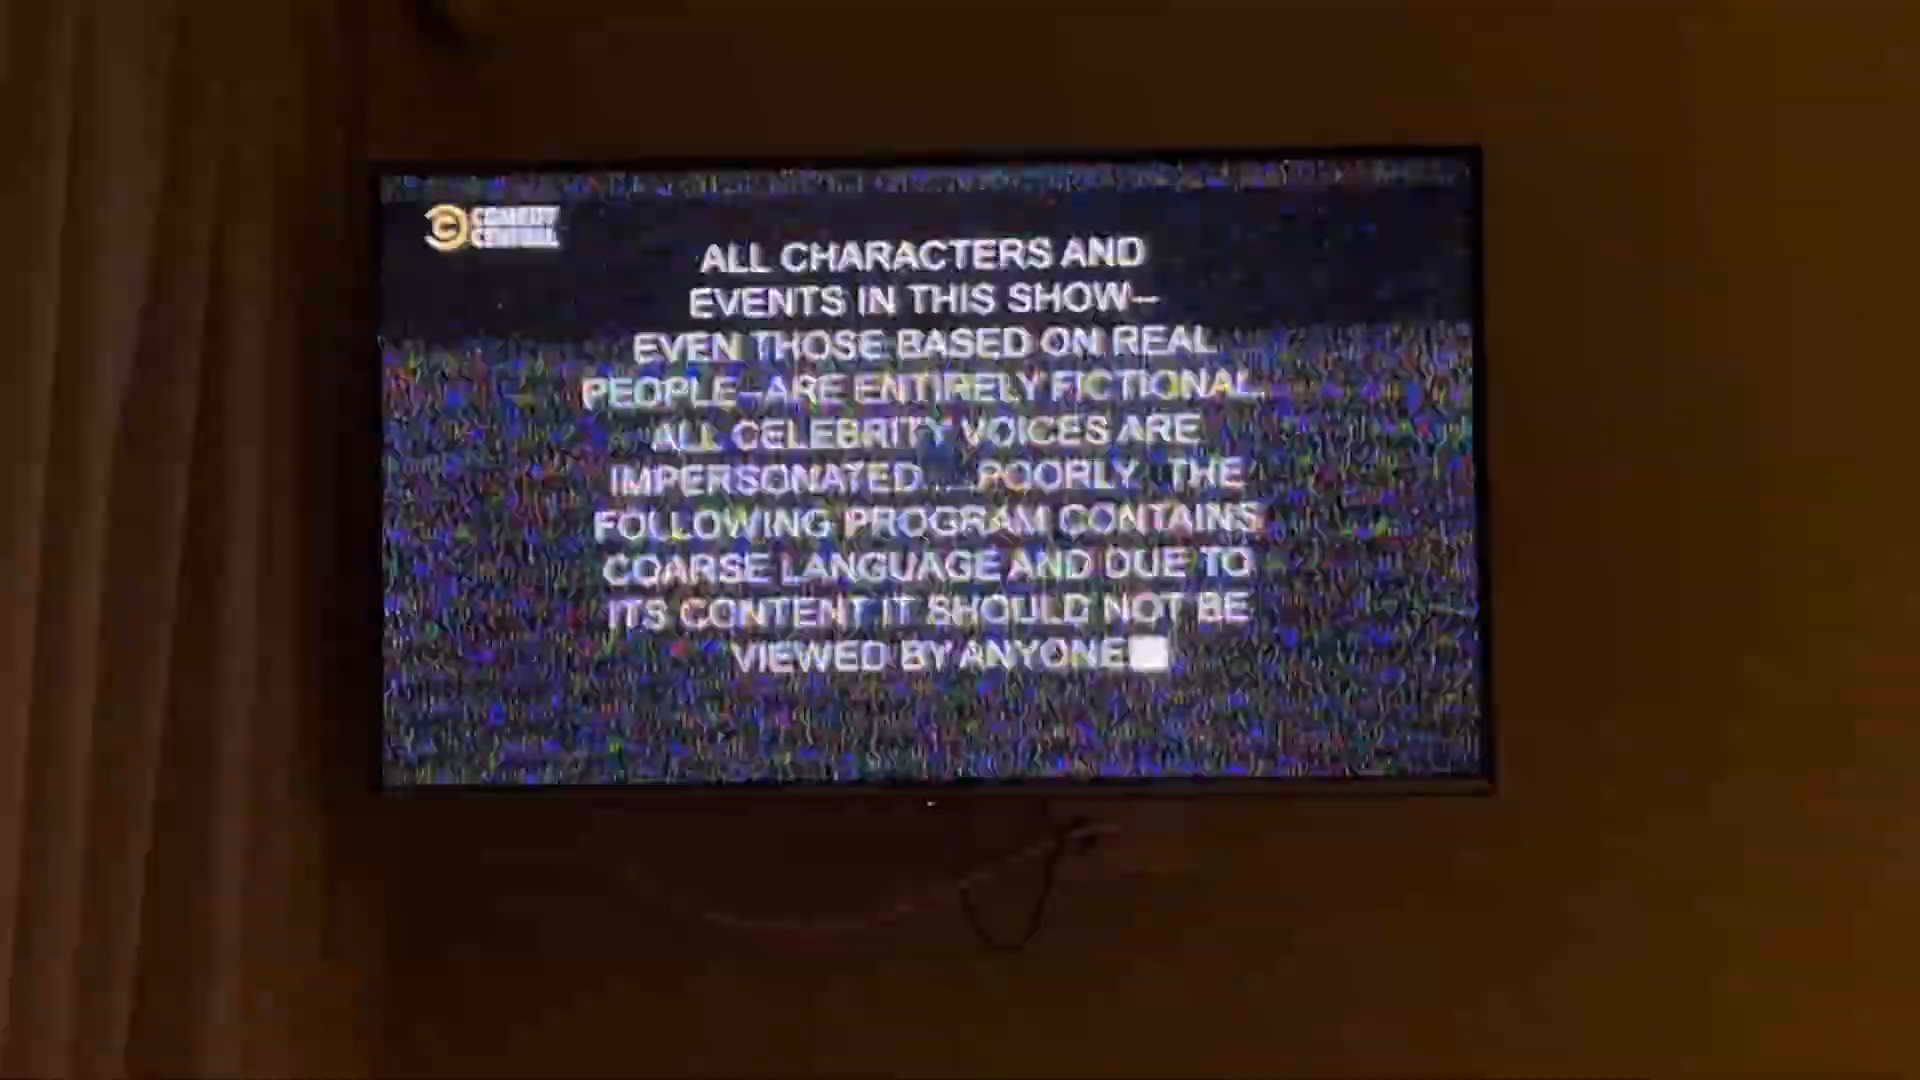 COMEDY
CENTRAL
ALL CHARACTERS AND
EVENTS IN THIS SHOW—
EVEN THOSE BASED ON REAL
PEOPLE—ARE ENTIRELY FICTIONAL.
ALL CELEBRITY VOICES ARE
IMPERSONATED.....POORLY. THE
FOLLOWING PROGRAM CONTAINS
COARSE LANGUAGE AND DUE TO
ITS CONTENT IT SHOULD NOT BE
VIEWED BY ANYONE